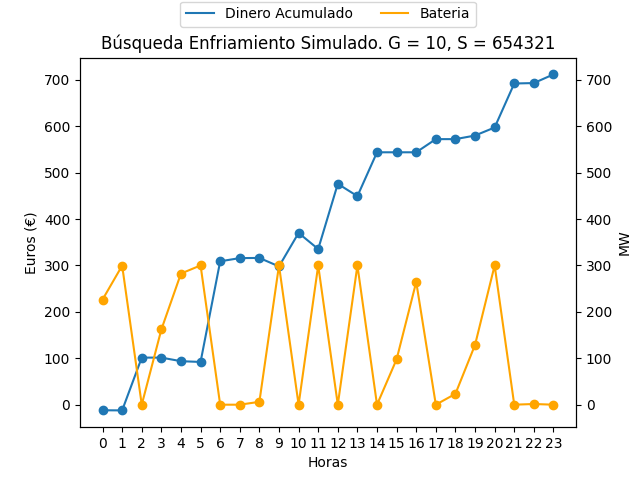 Dinero Acumulado Bateria
Búsqueda Enfriamiento Simulado. G = 10, S = 654321
700 700
600 600
500 500
400 400
300 300
200 200
100 100
0 0
Euros (€)
MW
0 1 2 3 4 5 6 7 8 9 10 11 12 13 14 15 16 17 18 19 20 21 22 23
Horas